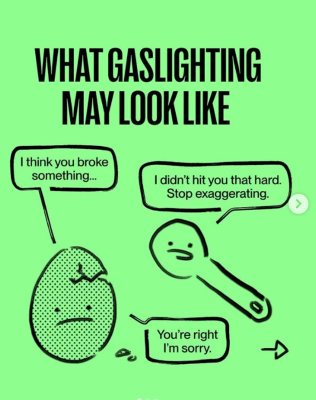 WHAT GASLIGHTING
MAY LOOK LIKE
I think you broke
something...
I didn't hit you that hard.
Stop exaggerating.
You're right
I'm sorry.